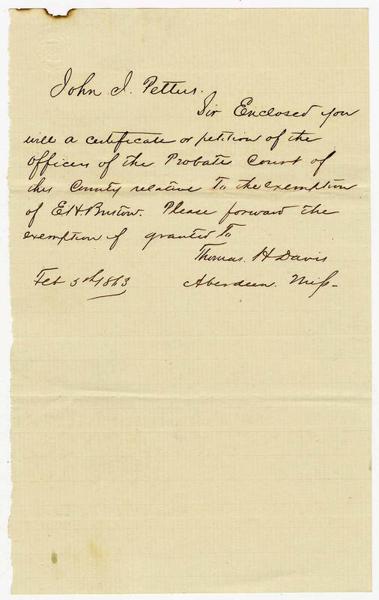 John J. Pettus.
Sir Enclosed you
will a certificate or petition of the
officers of the Probate Court of
this County relative To the exemption
of E H Bristow. Please forward the
exemption if granted To
Thomas. H Davis
Feb 5th 1863 Aberdeen. Miss-